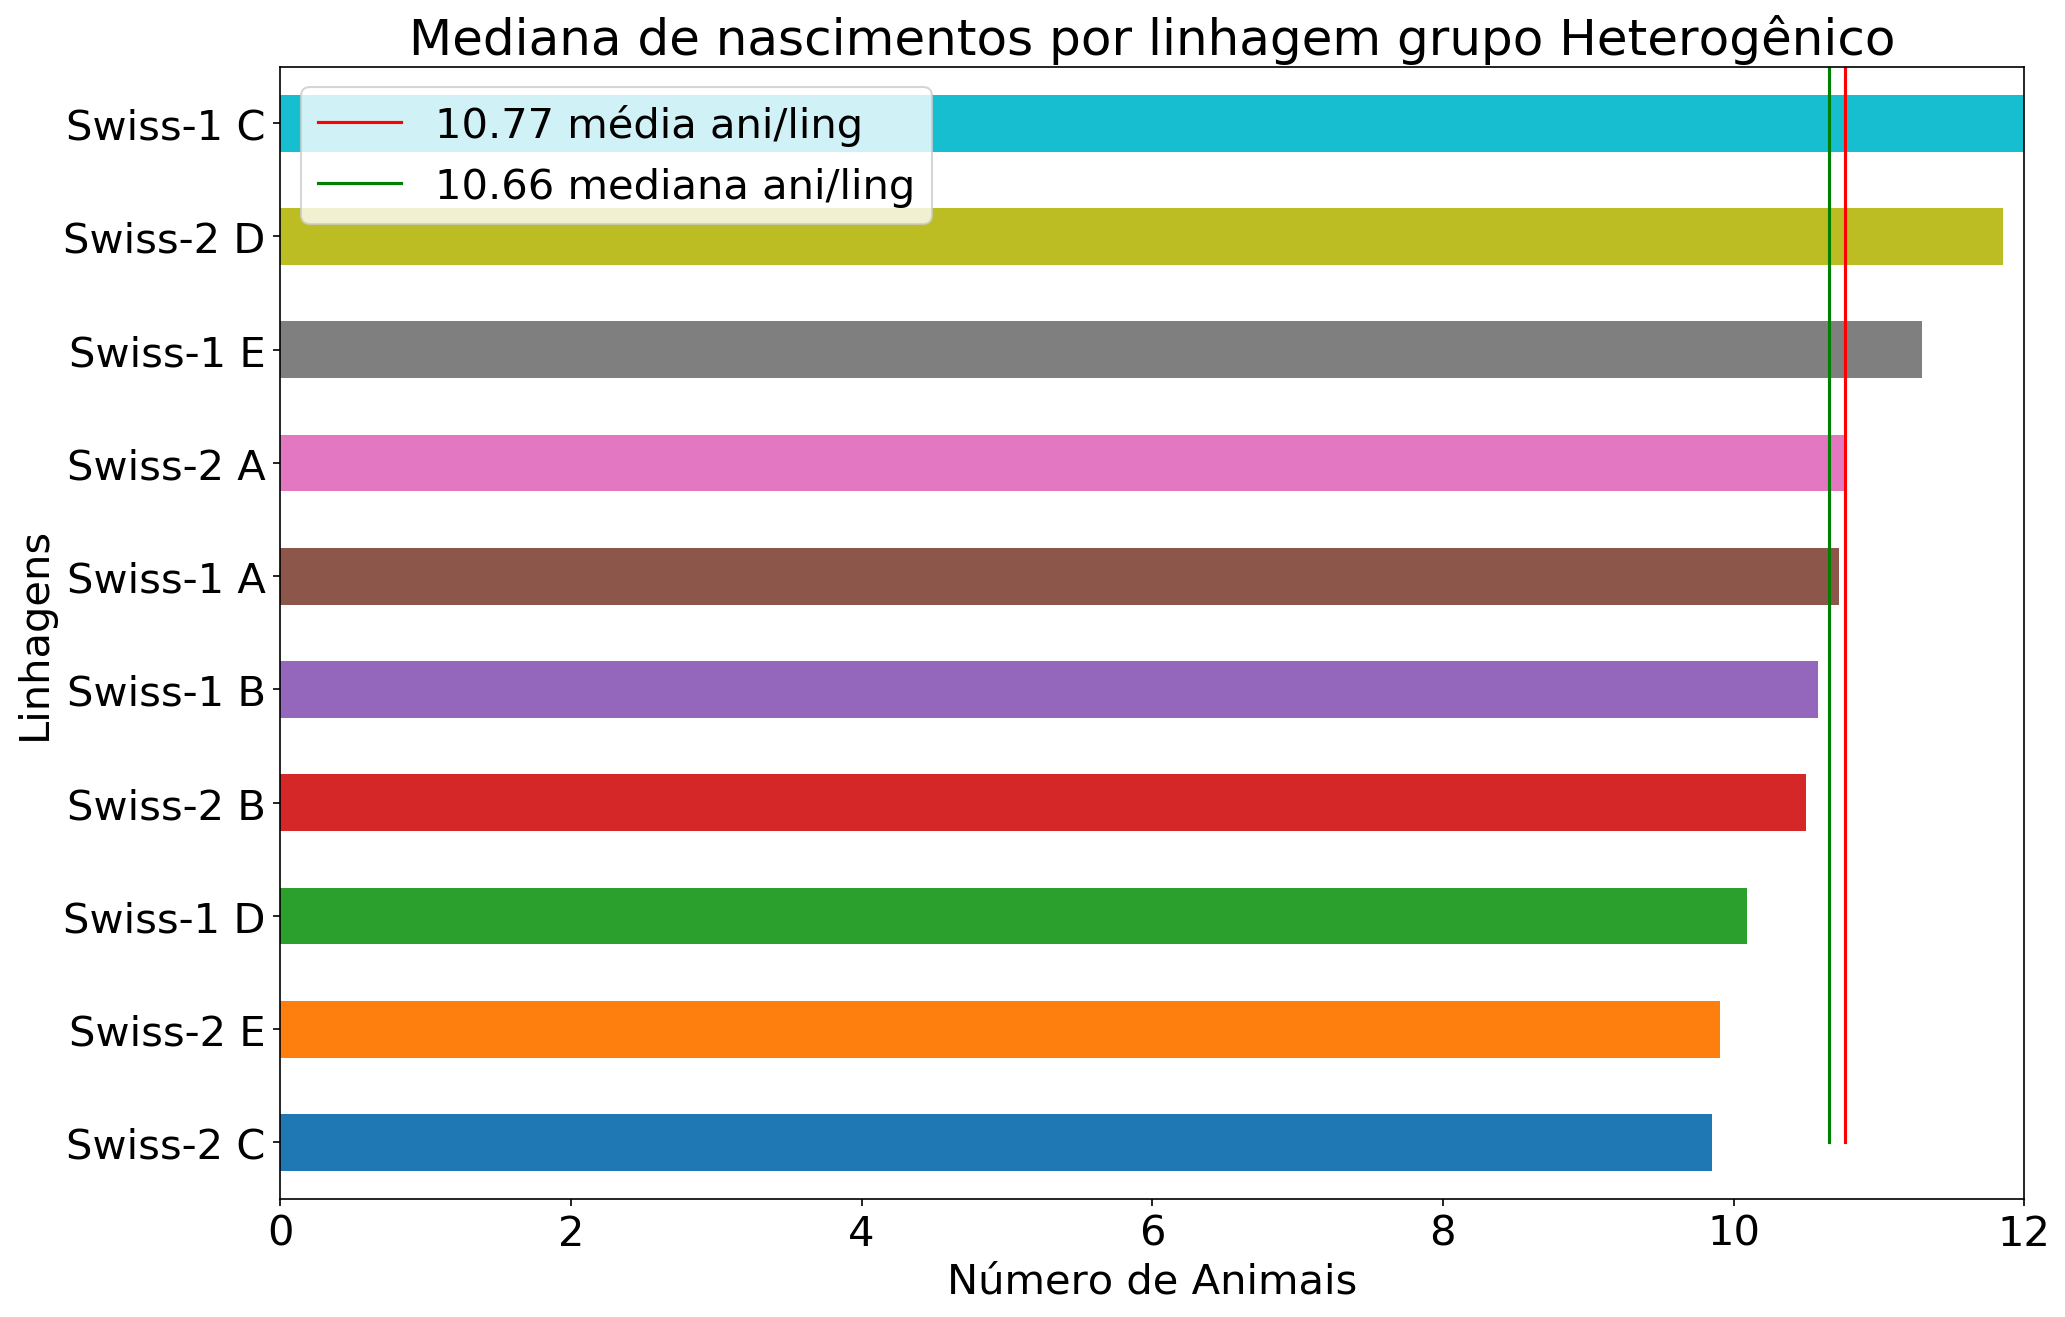 Mediana de nascimentos por linhagem grupo Heterogênico
10.77 média ani/ling
10.66 mediana ani/ling
Swiss-1 C
Swiss-2 D
Swiss-1 E
Swiss-2 A
Swiss-1 A
Swiss-1 B
Swiss-2 B
Swiss-1 D
Swiss-2 E
Swiss-2 C
Linhagens
0 2 4 6 8 10 12
Número de Animais